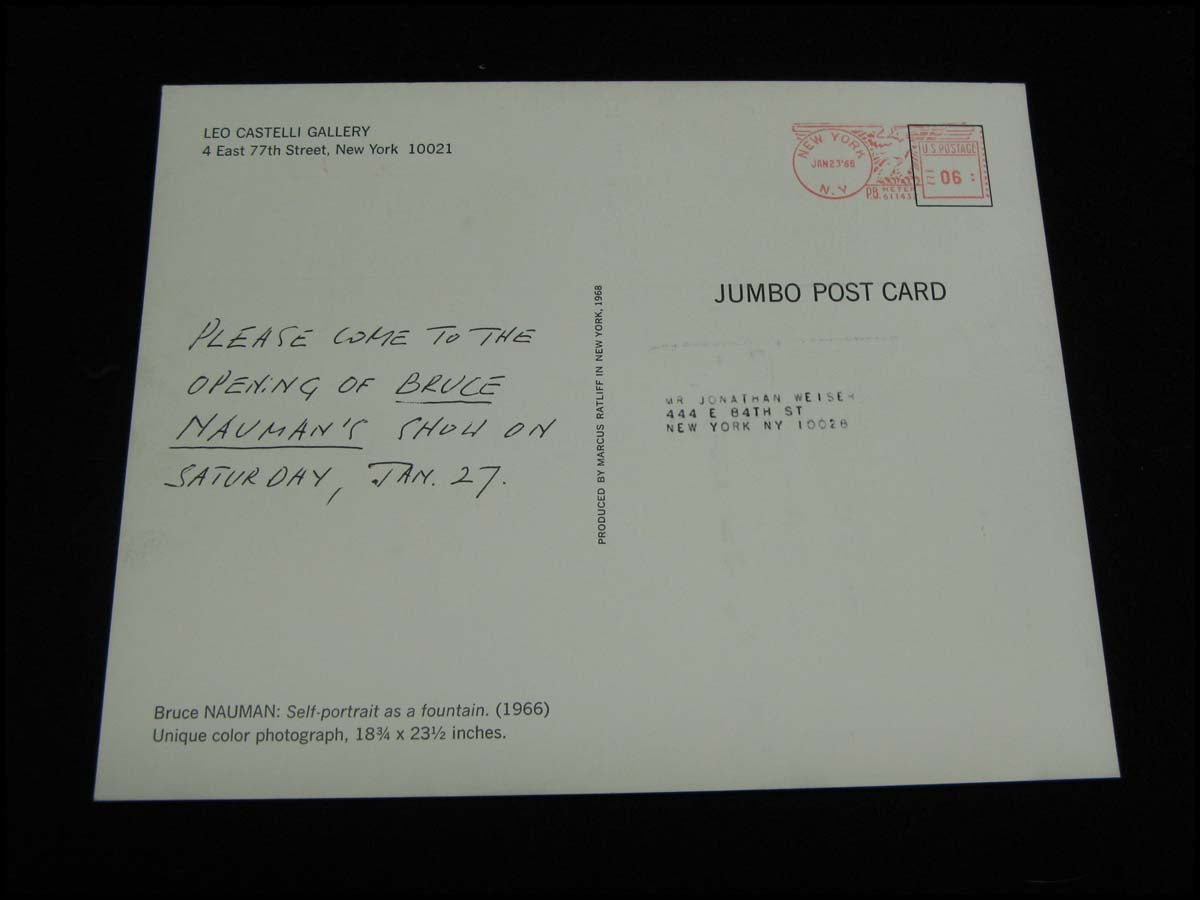 LEO CASTELLI GALLERY
4 East 77th Street, New York 10021
NEW YORK
JAN 23'68
N.Y
P.B. METER
U.S. POSTAGE
06
JUMBO POST CARD
PLEASE COME TO THE
OPENING OF BRUCE
NAUMAN'S SHOW ON
SATURDAY, JAN. 27.
PRODUCED BY MARCUS RATLIFF IN NEW YORK, 1968
MR JONATHAN WEISER
444 E 84TH ST
NEW YORK NY 10028
Bruce NAUMAN: Self-portrait as a fountain. (1966)
Unique color photograph, 18¾ x 23½ inches.